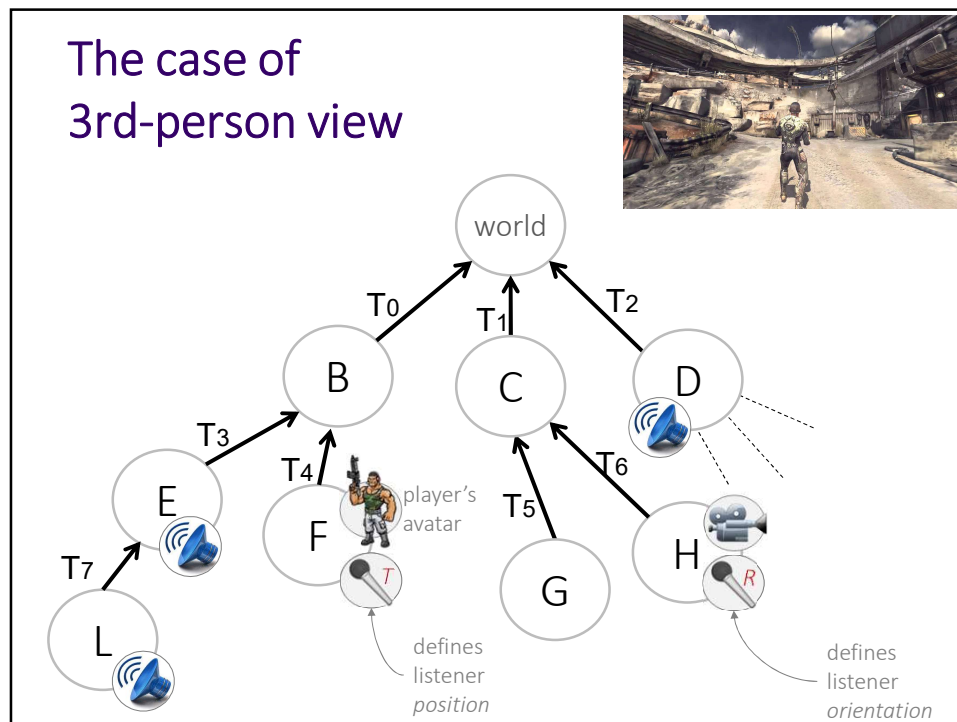 The case of
3rd-person view
world
T0
T1
T2
B
C
D
T3
T4
T5
T6
E
F
player's
avatar
T
G
H
R
T7
L
defines
listener
position
defines
listener
orientation